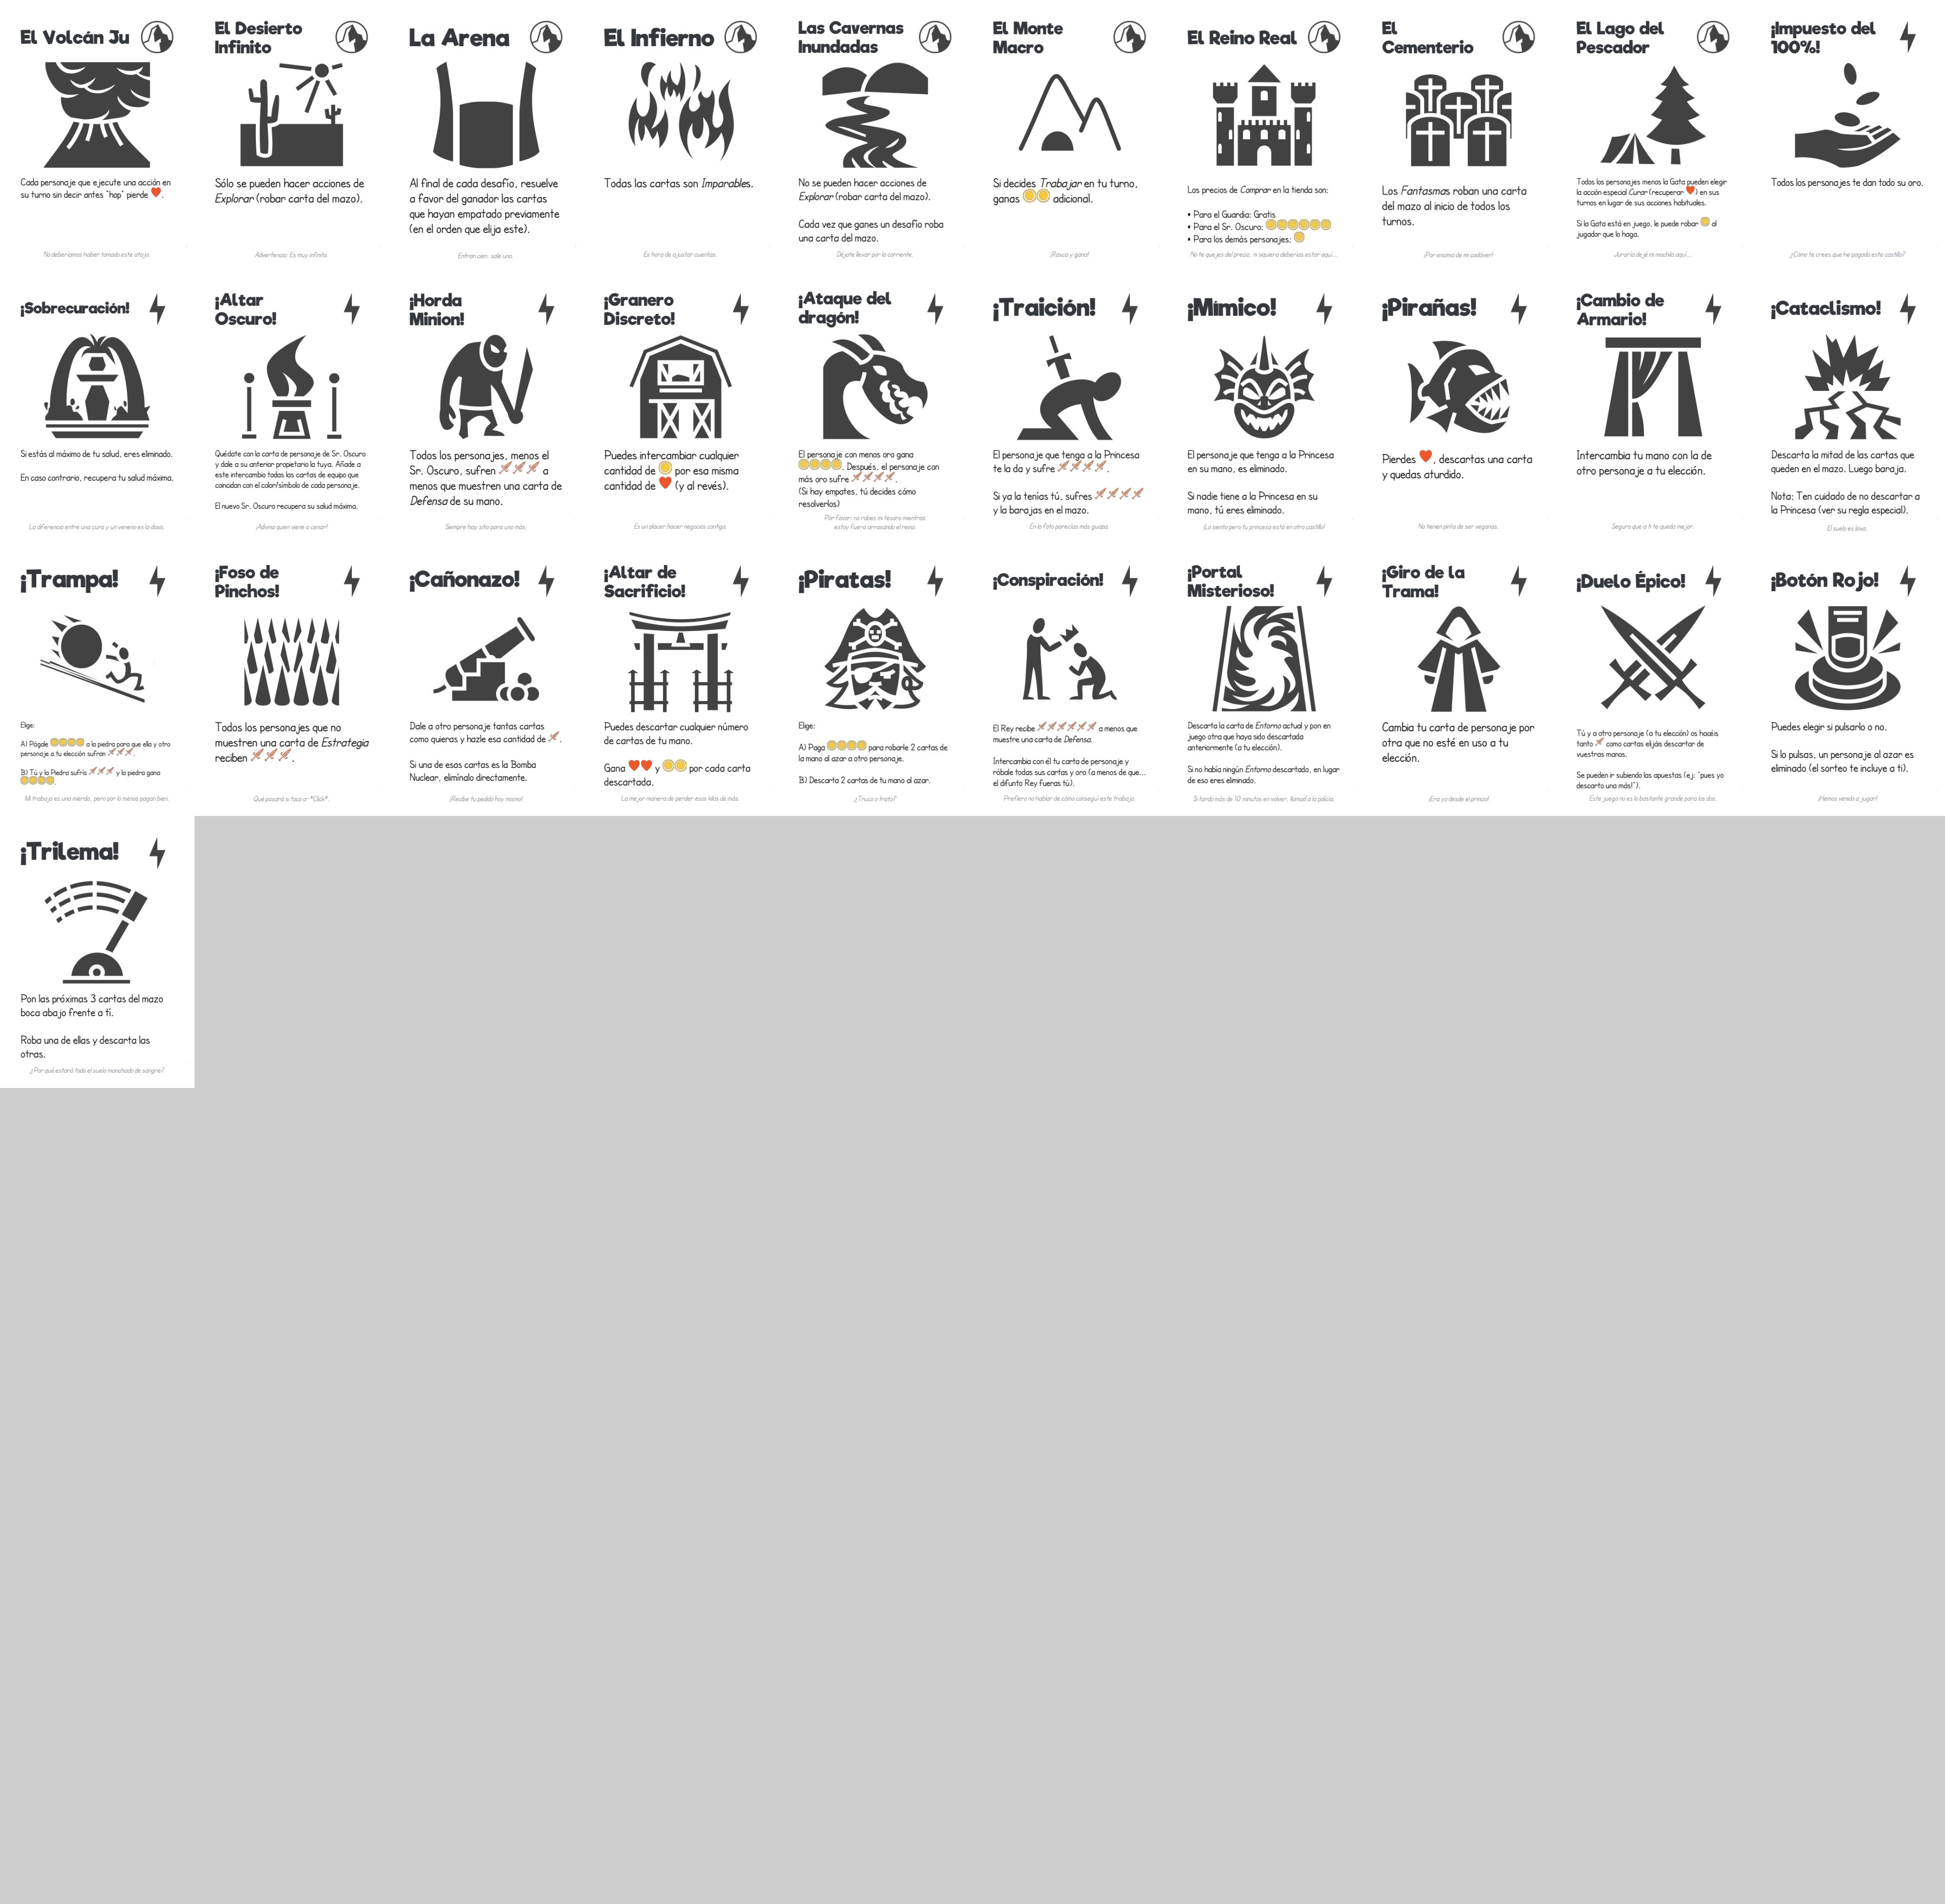 El Volcán Ju
Cada personaje que ejecute una acción en
su turno sin decir antes "hop" pierde .
No deberíamos haber tomado este atajo.
El Desierto
Infinito
Sólo se pueden hacer acciones de
Explorar (robar carta del mazo).
Advertencia: Es muy infinito.
La Arena
Al final de cada desafío, resuelve
a favor del ganador las cartas
que hayan empatado previamente
(en el orden que elija este).
Entran cien, sale uno.
El Infierno
Todas las cartas son Imparables.
Es hora de ajustar cuentas.
Las Cavernas
Inundadas
No se pueden hacer acciones de
Explorar (robar carta del mazo).
Cada vez que ganes un desafío roba
una carta del mazo.
Déjate llevar por la corriente.
El Monte
Macro
Si decides Trabajar en tu turno,
ganas adicional.
¡Rasca y gana!
El Reino Real
Los precios de Comprar en la tienda son:
• Para el Guardia: Gratis
• Para el Sr. Oscuro:
• Para los demás personajes:
No te quejes del precio, ni siquiera deberías estar aquí...
El
Cementerio
Los Fantasmas roban una carta
del mazo al inicio de todos los
turnos.
¡Por encima de mi cadáver!
El Lago del
Pescador
Todos los personajes menos la Gata pueden elegir
la acción especial Curar (recuperar ) en sus
turnos en lugar de sus acciones habituales.
Si la Gata está en juego, le puede robar al
jugador que lo haga.
Juraría dejé mi mochila aquí...
¡Impuesto del
100%!
Todos los personajes te dan todo su oro.
¿Cómo te crees que he pagado este castillo?
¡Sobrecuración!
Si estás al máximo de tu salud, eres eliminado.
En caso contrario, recupera tu salud máxima.
La diferencia entre una cura y un veneno es la dosis.
¡Altar
Oscuro!
Quédate con la carta de personaje de Sr. Oscuro
y dale a su anterior propietario la tuya. Añade a
este intercambio todas las cartas de equipo que
coincidan con el color/símbolo de cada personaje.
El nuevo Sr. Oscuro recupera su salud máxima.
¡Adivina quien viene a cenar!
¡Horda
Minion!
Todos los personajes, menos el
Sr. Oscuro, sufren a
menos que muestren una carta de
Defensa de su mano.
Siempre hay sitio para uno más.
¡Granero
Discreto!
Puedes intercambiar cualquier
cantidad de por esa misma
cantidad de (y al revés).
Es un placer hacer negocios contigo.
¡Ataque del
dragón!
El personaje con menos oro gana
. Después, el personaje con
más oro sufre .
(Si hay empates, tú decides cómo
resolverlos)
Por favor: no robes mi tesoro mientras
estoy fuera arrasando el reino.
¡Traición!
El personaje que tenga a la Princesa
te la da y sufre .
Si ya la tenías tú, sufres
y la barajas en el mazo.
En la foto parecías más guapa.
¡Mímico!
El personaje que tenga a la Princesa
en su mano, es eliminado.
Si nadie tiene a la Princesa en su
mano, tú eres eliminado.
¡Lo siento pero tu princesa está en otro castillo!
¡Pirañas!
Pierdes , descartas una carta
y quedas aturdido.
No tienen pinta de ser veganas.
¡Cambio de
Armario!
Intercambia tu mano con la de
otro personaje a tu elección.
Seguro que a ti te queda mejor.
¡Cataclismo!
Descarta la mitad de las cartas que
queden en el mazo. Luego baraja.
Nota: Ten cuidado de no descartar a
la Princesa (ver su regla especial).
El suelo es lava.
¡Trampa!
Elige:
A) Págale a la piedra para que ella y otro
personaje a tu elección sufran .
B) Tú y la Piedra sufrís y la piedra gana
.
Mi trabajo es una mierda, pero por lo menos pagan bien.
¡Foso de
Pinchos!
Todos los personajes que no
muestren una carta de Estrategia
reciben .
Qué pasará si toco a- *Click*.
¡Cañonazo!
Dale a otro personaje tantas cartas
como quieras y hazle esa cantidad de .
Si una de esas cartas es la Bomba
Nuclear, elimínalo directamente.
¡Recibe tu pedido hoy mismo!
¡Altar de
Sacrificio!
Puedes descartar cualquier número
de cartas de tu mano.
Gana y por cada carta
descartada.
La mejor manera de perder esos kilos de más.
¡Piratas!
Elige:
A) Paga para robarle 2 cartas de
la mano al azar a otro personaje.
B) Descarta 2 cartas de tu mano al azar.
¿Truco o trato?
¡Conspiración!
El Rey recibe a menos que
muestre una carta de Defensa.
Intercambia con él tu carta de personaje y
róbale todas sus cartas y oro (a menos de que...
el difunto Rey fueras tú).
Prefiero no hablar de cómo conseguí este trabajo.
¡Portal
Misterioso!
Descarta la carta de Entorno actual y pon en
juego otra que haya sido descartada
anteriormente (a tu elección).
Si no había ningún Entorno descartado, en lugar
de eso eres eliminado.
Si tardo más de 10 minutos en volver, llamad a la policía.
¡Giro de la
Trama!
Cambia tu carta de personaje por
otra que no esté en uso a tu
elección.
¡Era yo desde el principio!
¡Duelo Épico!
Tú y a otro personaje (a tu elección) os hacéis
tanto como cartas elijáis descartar de
vuestras manos.
Se pueden ir subiendo las apuestas (ej: "pues yo
descarto una más!").
Este juego no es lo bastante grande para los dos.
¡Botón Rojo!
Puedes elegir si pulsarlo o no.
Si lo pulsas, un personaje al azar es
eliminado (el sorteo te incluye a ti).
¡Hemos venido a jugar!
¡Trilema!
Pon las próximas 3 cartas del mazo
boca abajo frente a tí.
Roba una de ellas y descarta las
otras.
¿Por qué estará todo el suelo manchado de sangre?